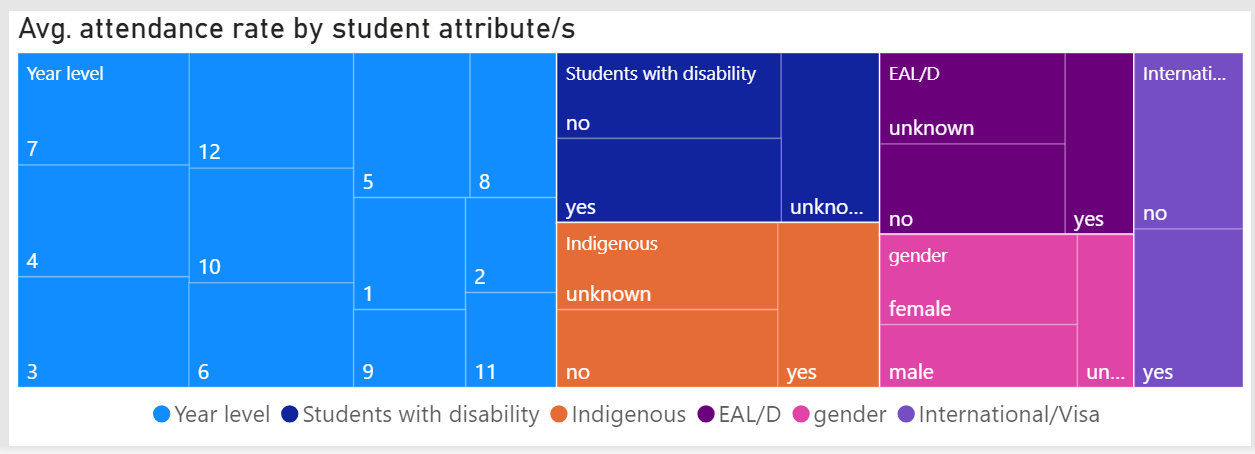 Avg. attendance rate by student attribute/s
Year level
7
4
3
12
10
6
5
8
1
2
9
11
Students with disability
no
yes
unkno...
Indigenous
unknown
no
yes
EAL/D
unknown
no
yes
gender
female
male
un...
Internati...
no
yes
Year level Students with disability Indigenous EAL/D gender International/Visa